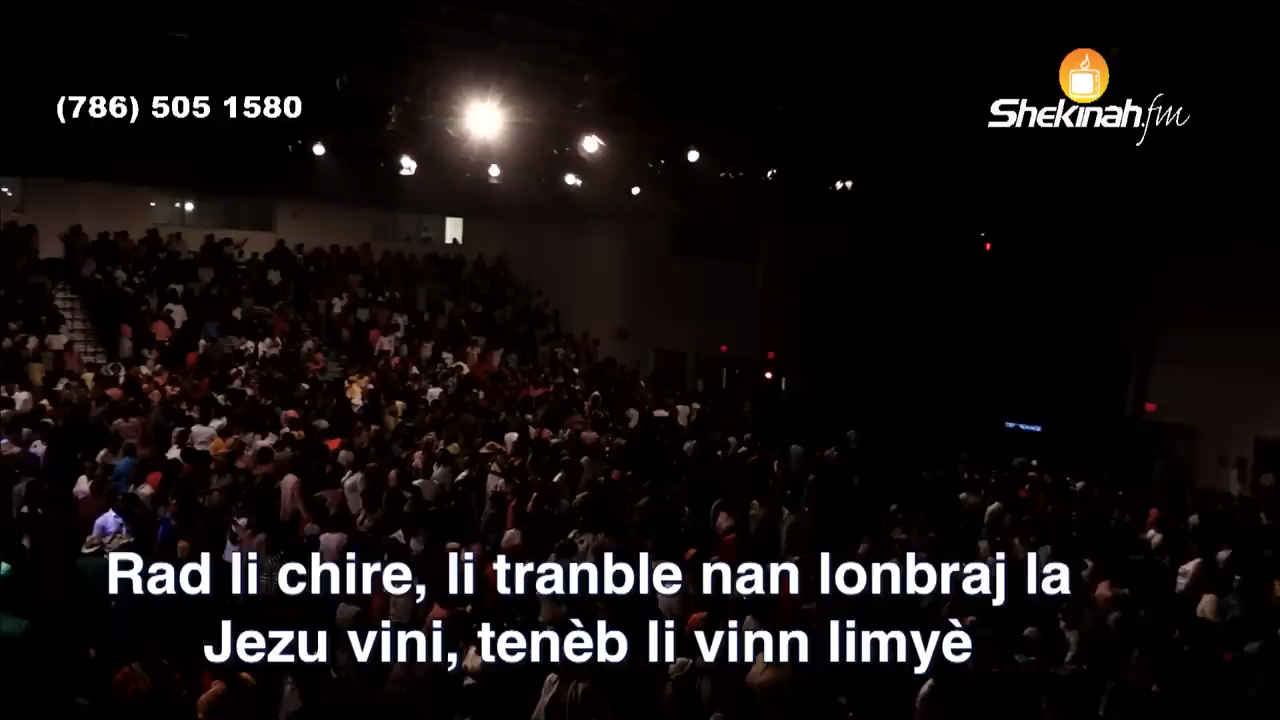 (786) 505 1580
Shekinah.fm
Rad li chire, li tranble nan lonbraj la
Jezu vini, tenèb li vinn limyè